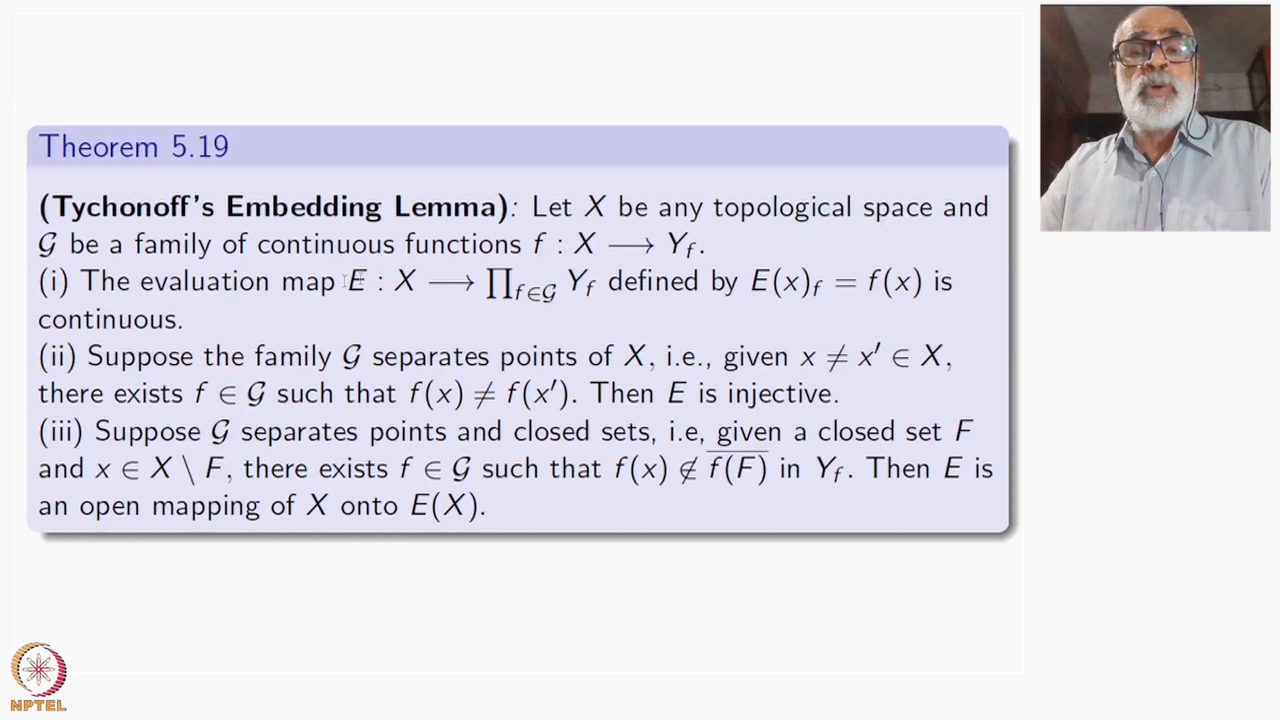 Theorem 5.19
(Tychonoff's Embedding Lemma): Let X be any topological space and
𝒢 be a family of continuous functions f : X ⟶ Y_f.
(i) The evaluation map E : X ⟶ ∏_{f∈𝒢} Y_f defined by E(x)_f = f(x) is
continuous.
(ii) Suppose the family 𝒢 separates points of X, i.e., given x ≠ x′ ∈ X,
there exists f ∈ 𝒢 such that f(x) ≠ f(x′). Then E is injective.
(iii) Suppose 𝒢 separates points and closed sets, i.e, given a closed set F
and x ∈ X \ F, there exists f ∈ 𝒢 such that f(x) ∉ \overline{f(F)} in Y_f. Then E is
an open mapping of X onto E(X).
NPTEL